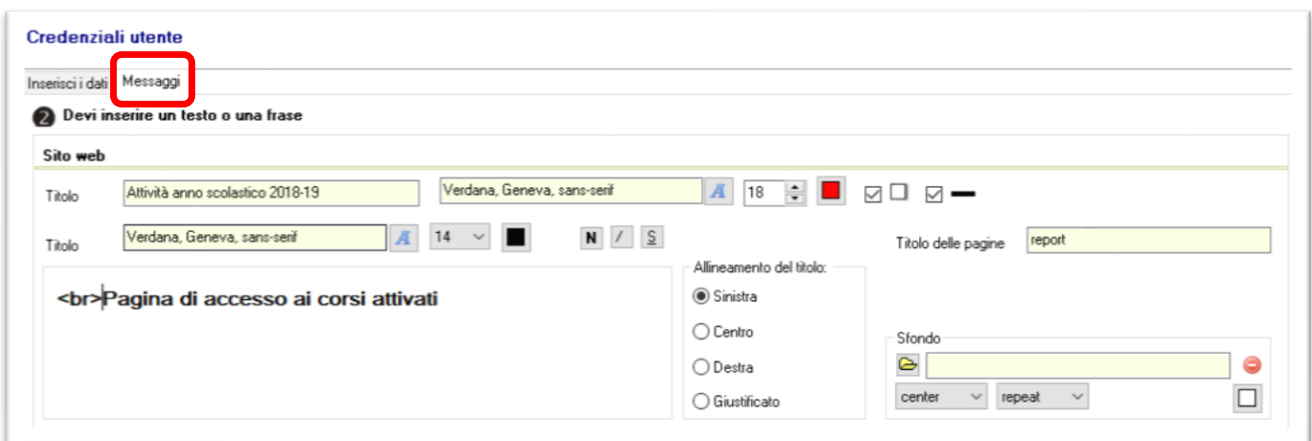 Credenziali utente
Inserisci i dati Messaggi
2 Devi inserire un testo o una frase
Sito web
Titolo Attività anno scolastico 2018-19 Verdana, Geneva, sans-serif A 18
Titolo Verdana, Geneva, sans-serif A 14 N / S Titolo delle pagine report
Allineamento del titolo:
<br>Pagina di accesso ai corsi attivati
Sinistra
Centro
Destra
Giustificato
Sfondo
center repeat